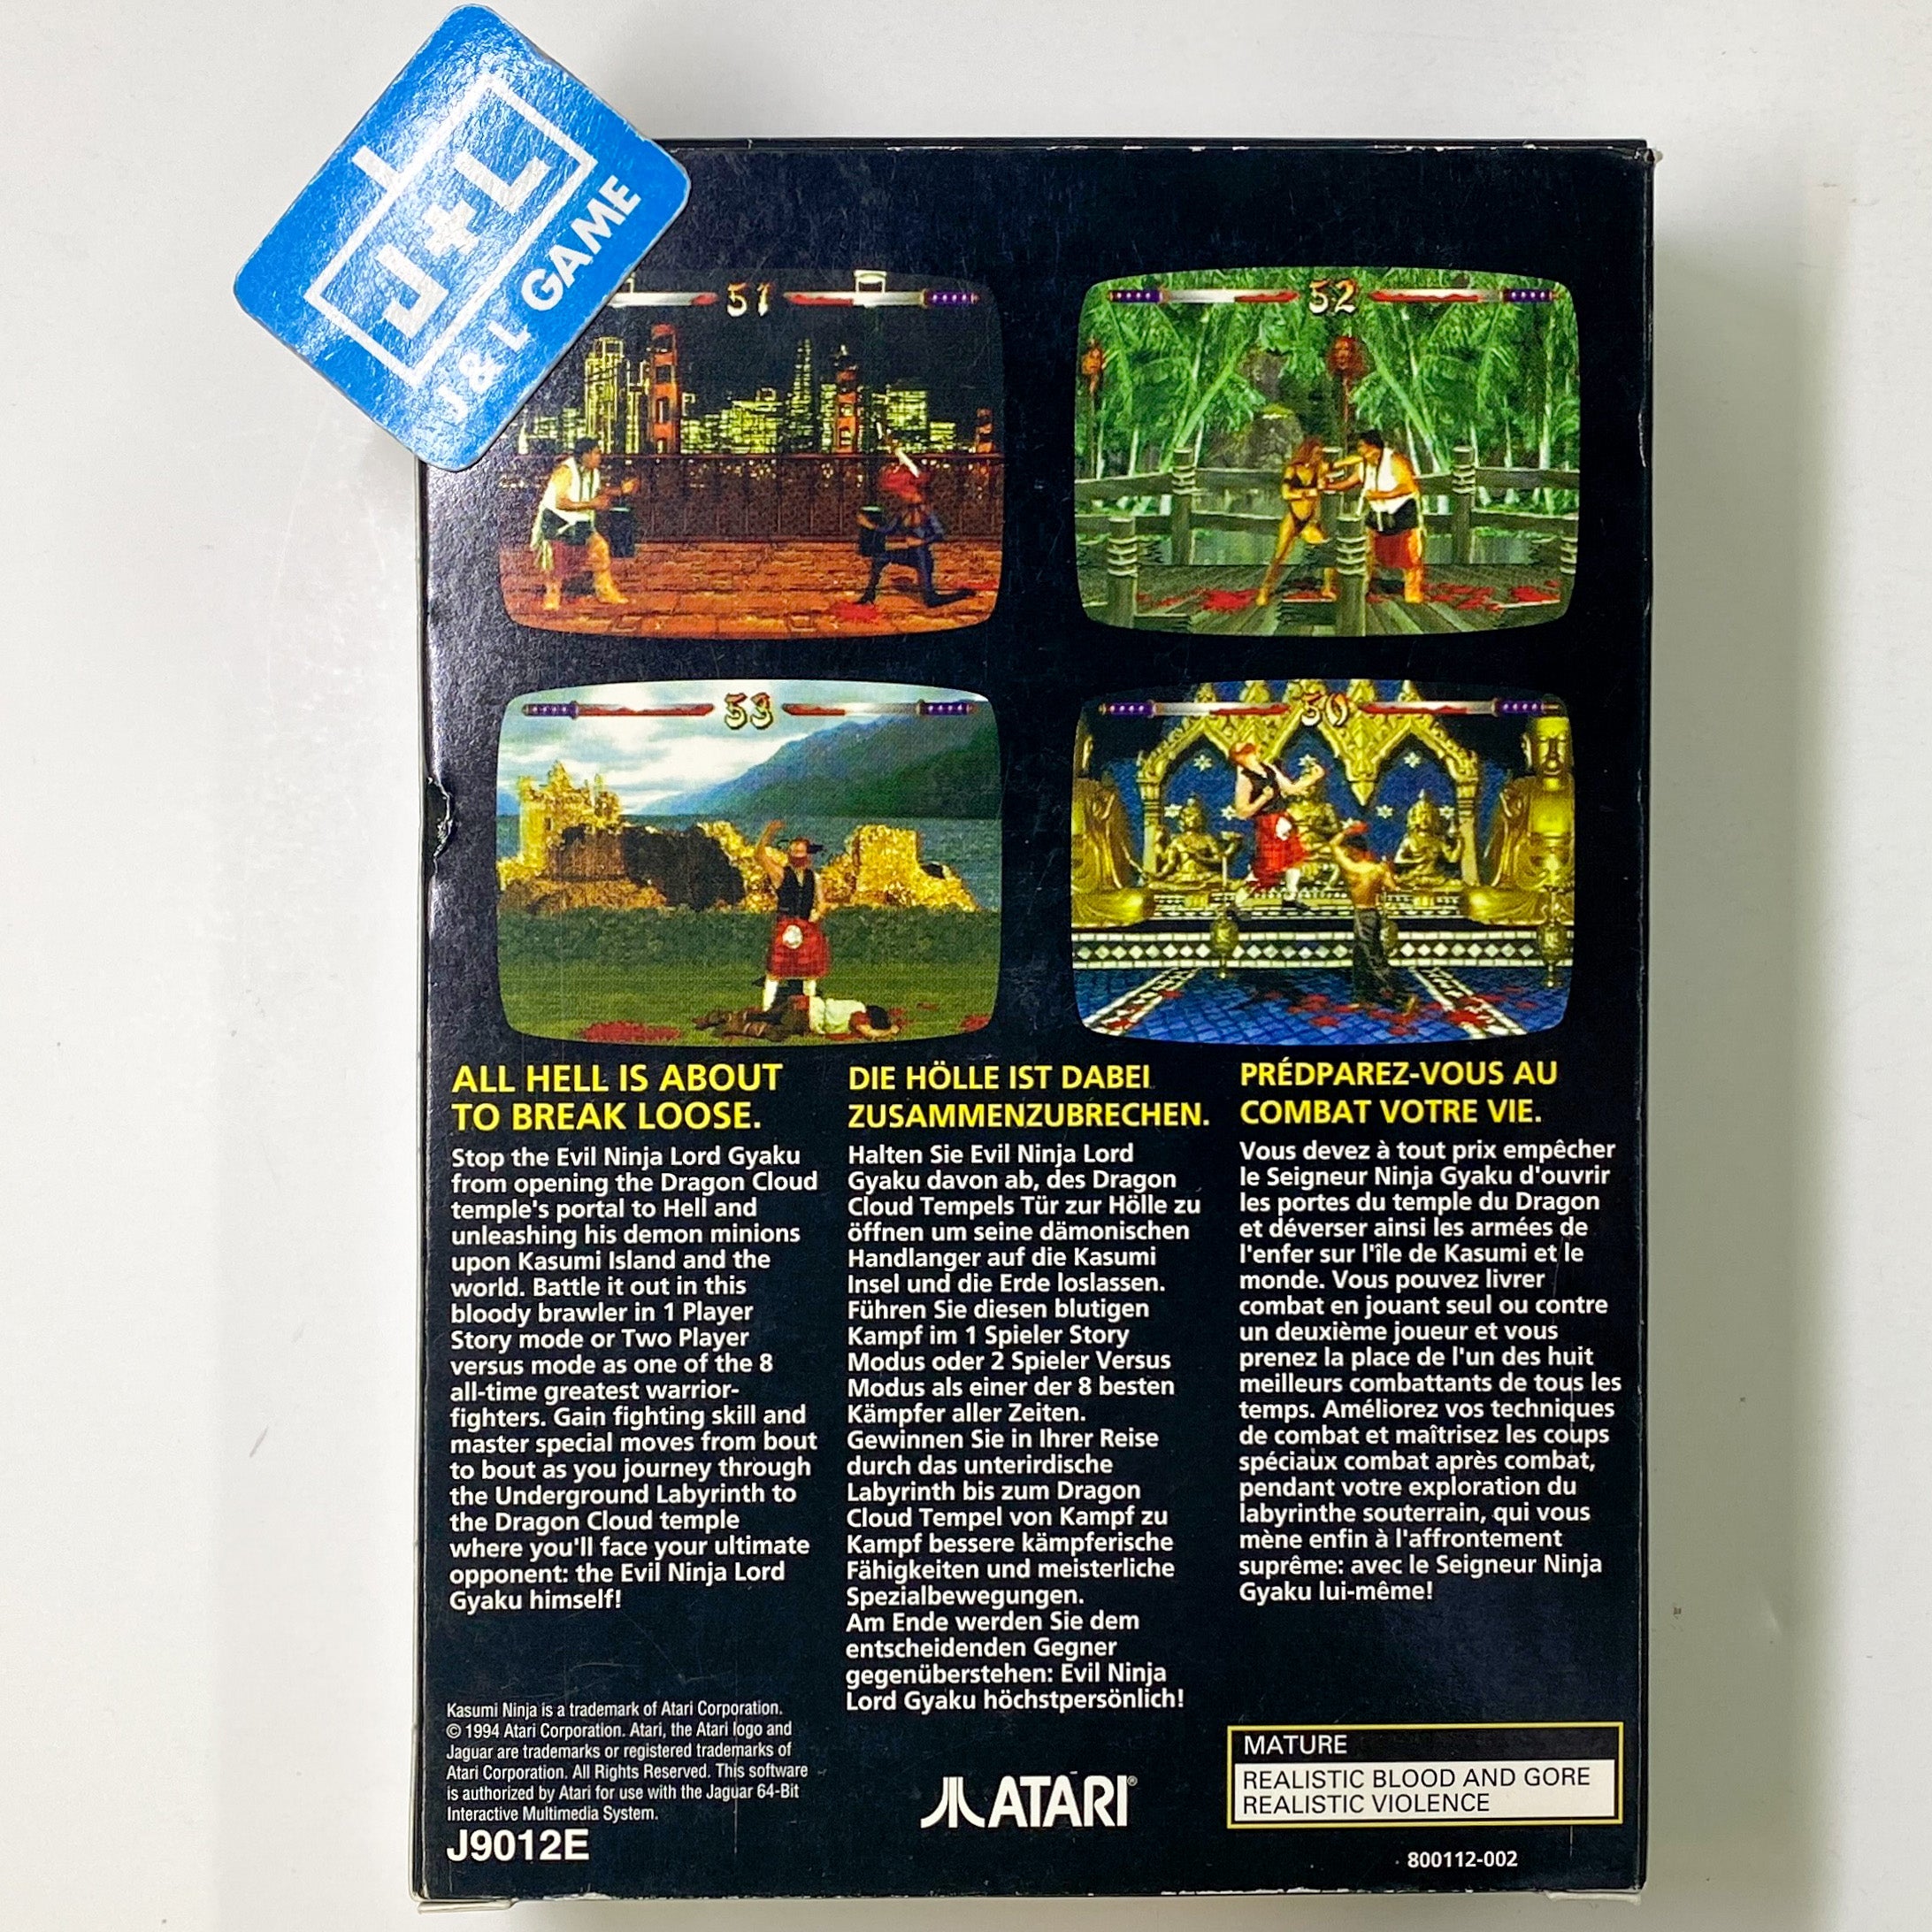 J+L
J & L GAME
51
52
53
50
ALL HELL IS ABOUT
TO BREAK LOOSE.
Stop the Evil Ninja Lord Gyaku
from opening the Dragon Cloud
temple's portal to Hell and
unleashing his demon minions
upon Kasumi Island and the
world. Battle it out in this
bloody brawler in 1 Player
Story mode or Two Player
versus mode as one of the 8
all-time greatest warrior-
fighters. Gain fighting skill and
master special moves from bout
to bout as you journey through
the Underground Labyrinth to
the Dragon Cloud temple
where you'll face your ultimate
opponent: the Evil Ninja Lord
Gyaku himself!
DIE HÖLLE IST DABEI
ZUSAMMENZUBRECHEN.
Halten Sie Evil Ninja Lord
Gyaku davon ab, des Dragon
Cloud Tempels Tür zur Hölle zu
öffnen um seine dämonischen
Handlanger auf die Kasumi
Insel und die Erde loslassen.
Führen Sie diesen blutigen
Kampf im 1 Spieler Story
Modus oder 2 Spieler Versus
Modus als einer der 8 besten
Kämpfer aller Zeiten.
Gewinnen Sie in Ihrer Reise
durch das unterirdische
Labyrinth bis zum Dragon
Cloud Tempel von Kampf zu
Kampf bessere kämpferische
Fähigkeiten und meisterliche
Spezialbewegungen.
Am Ende werden Sie dem
entscheidenden Gegner
gegenüberstehen: Evil Ninja
Lord Gyaku höchstpersönlich!
PRÉDPAREZ-VOUS AU
COMBAT VOTRE VIE.
Vous devez à tout prix empêcher
le Seigneur Ninja Gyaku d'ouvrir
les portes du temple du Dragon
et déverser ainsi les armées de
l'enfer sur l'île de Kasumi et le
monde. Vous pouvez livrer
combat en jouant seul ou contre
un deuxième joueur et vous
prenez la place de l'un des huit
meilleurs combattants de tous les
temps. Améliorez vos techniques
de combat et maîtrisez les coups
spéciaux combat après combat,
pendant votre exploration du
labyrinthe souterrain, qui vous
mène enfin à l'affrontement
suprême: avec le Seigneur Ninja
Gyaku lui-même!
Kasumi Ninja is a trademark of Atari Corporation.
© 1994 Atari Corporation. Atari, the Atari logo and
Jaguar are trademarks or registered trademarks of
Atari Corporation. All Rights Reserved. This software
is authorized by Atari for use with the Jaguar 64-Bit
Interactive Multimedia System.
J9012E
ATARI®
MATURE
REALISTIC BLOOD AND GORE
REALISTIC VIOLENCE
800112-002